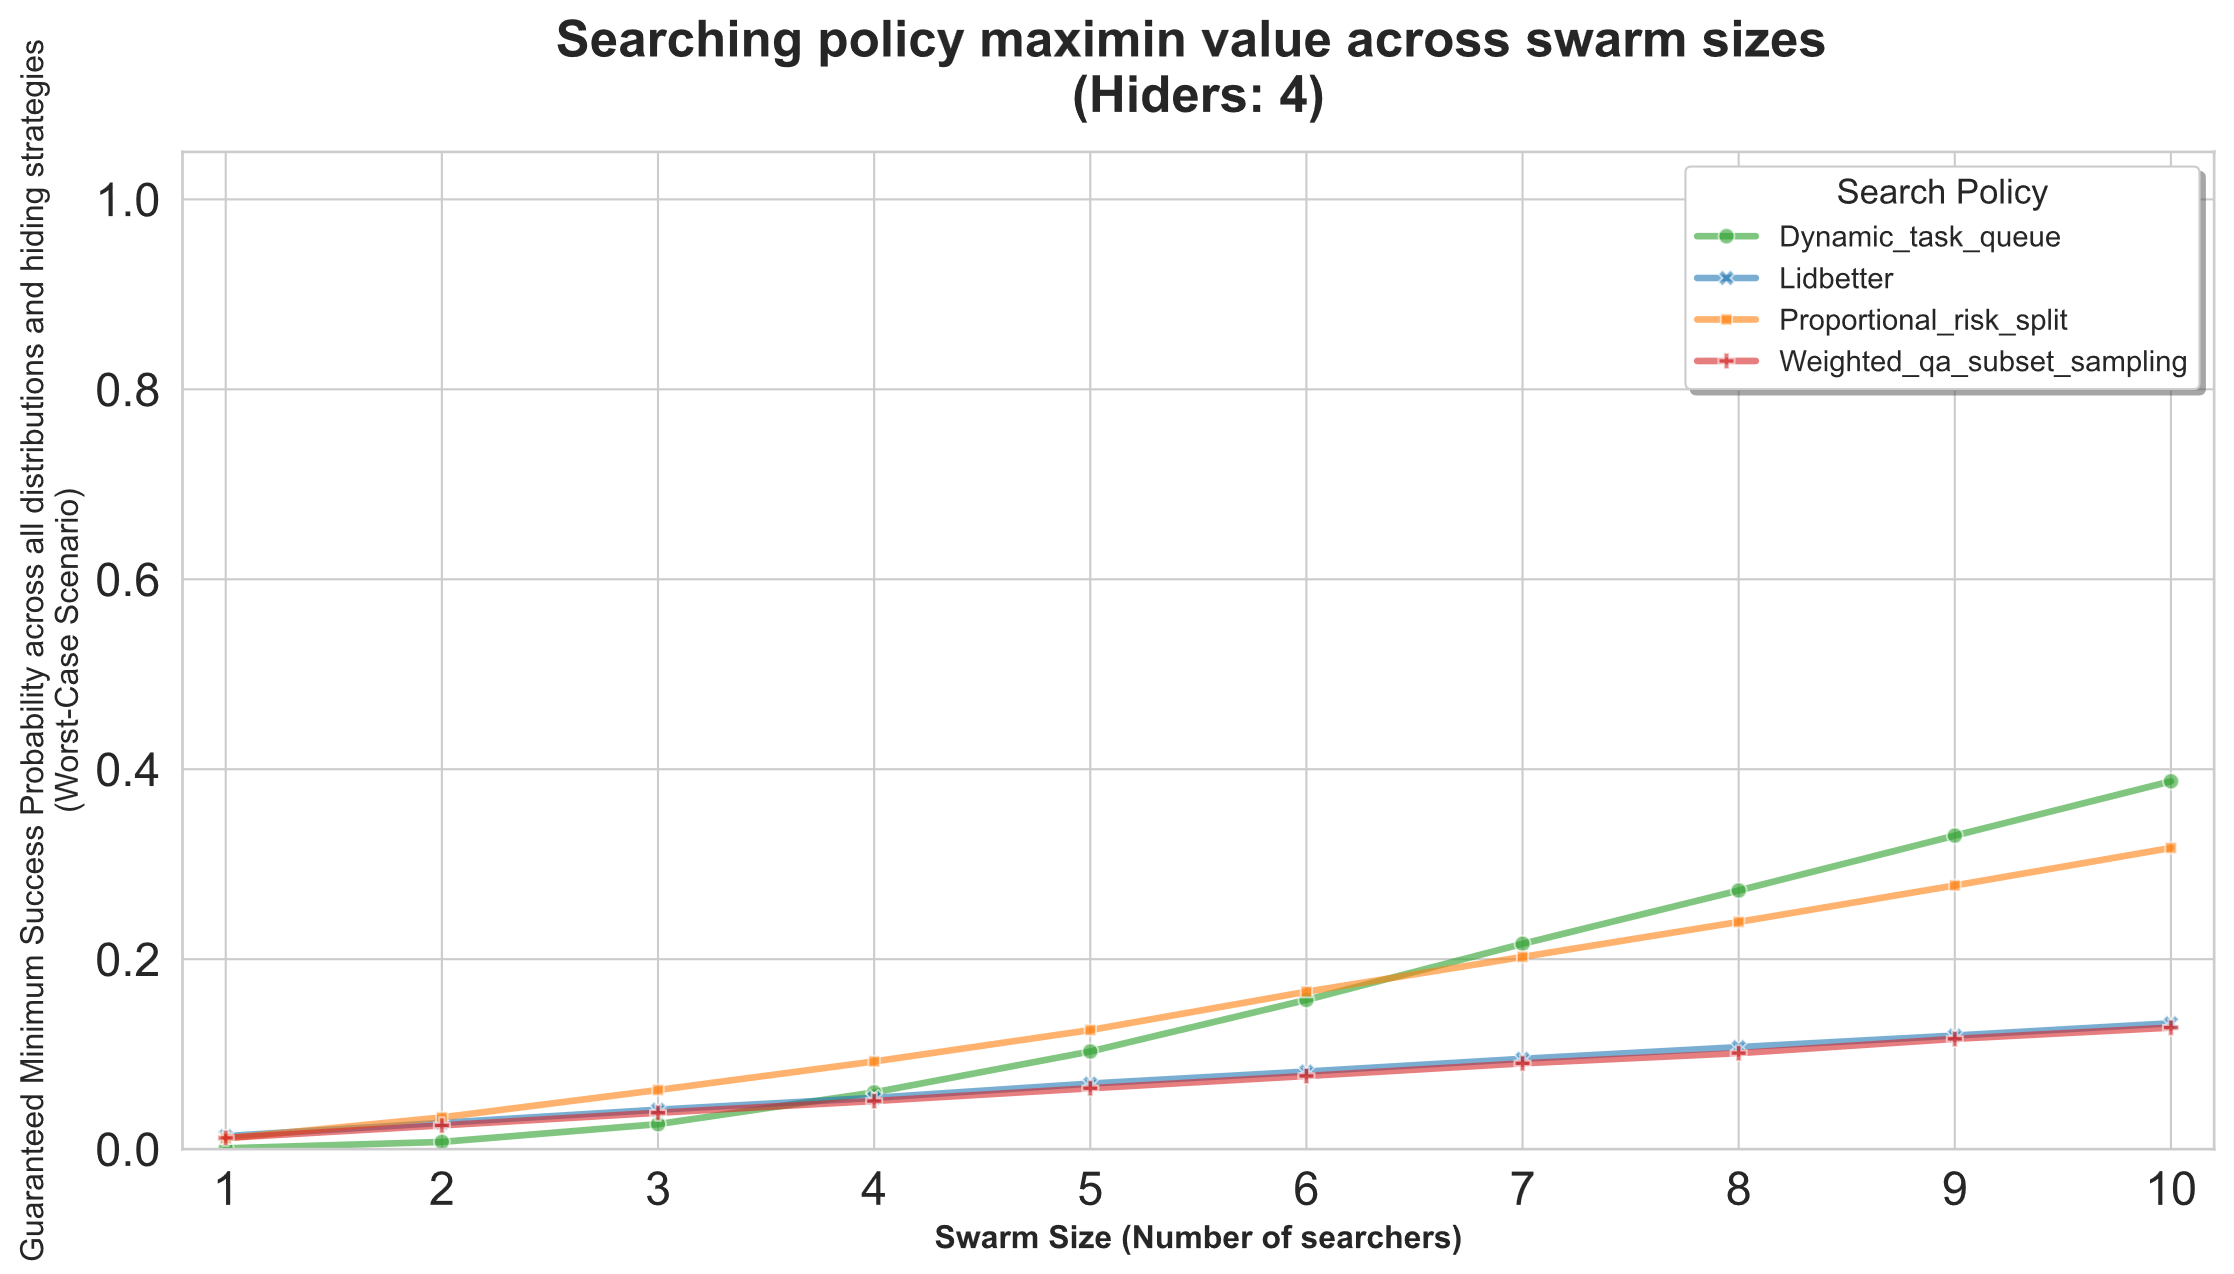 Searching policy maximin value across swarm sizes
(Hiders: 4)
Guaranteed Minimum Success Probability across all distributions and hiding strategies
(Worst-Case Scenario)
1.0
0.8
0.6
0.4
0.2
0.0
Search Policy
Dynamic_task_queue
Lidbetter
Proportional_risk_split
Weighted_qa_subset_sampling
1 2 3 4 5 6 7 8 9 10
Swarm Size (Number of searchers)